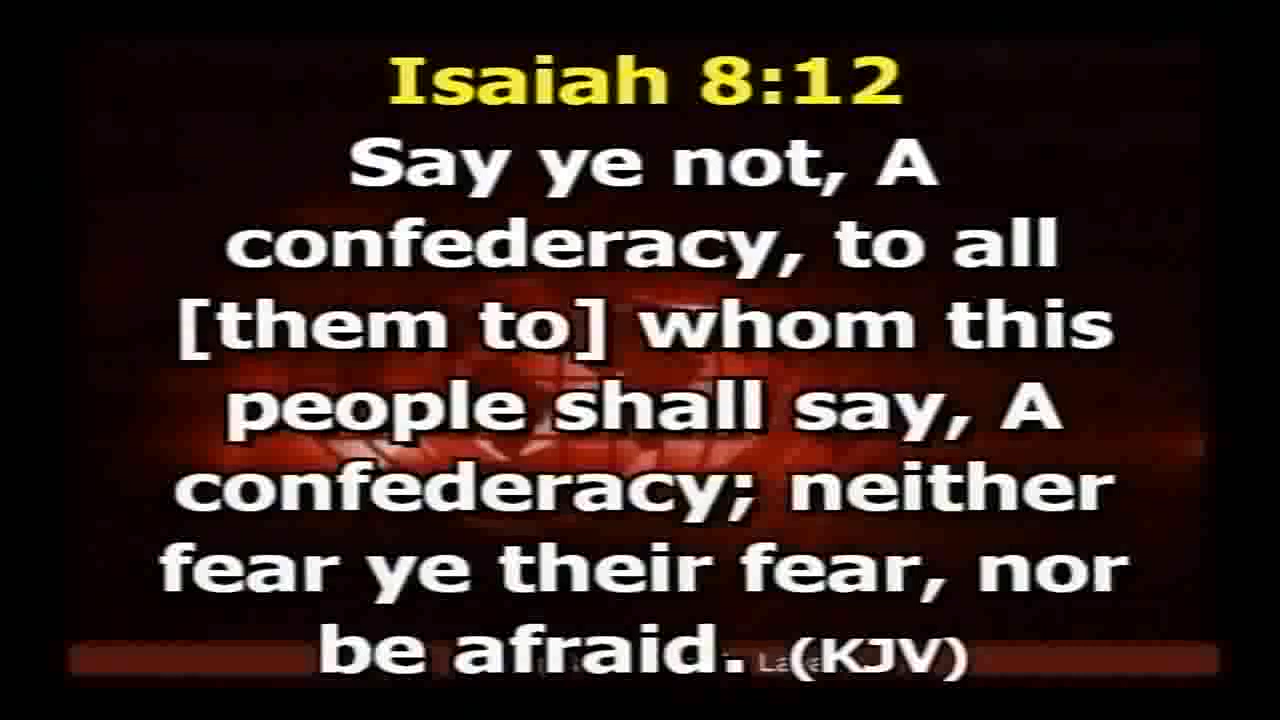 Isaiah 8:12
Say ye not, A
confederacy, to all
[them to] whom this
people shall say, A
confederacy; neither
fear ye their fear, nor
be afraid. (KJV)